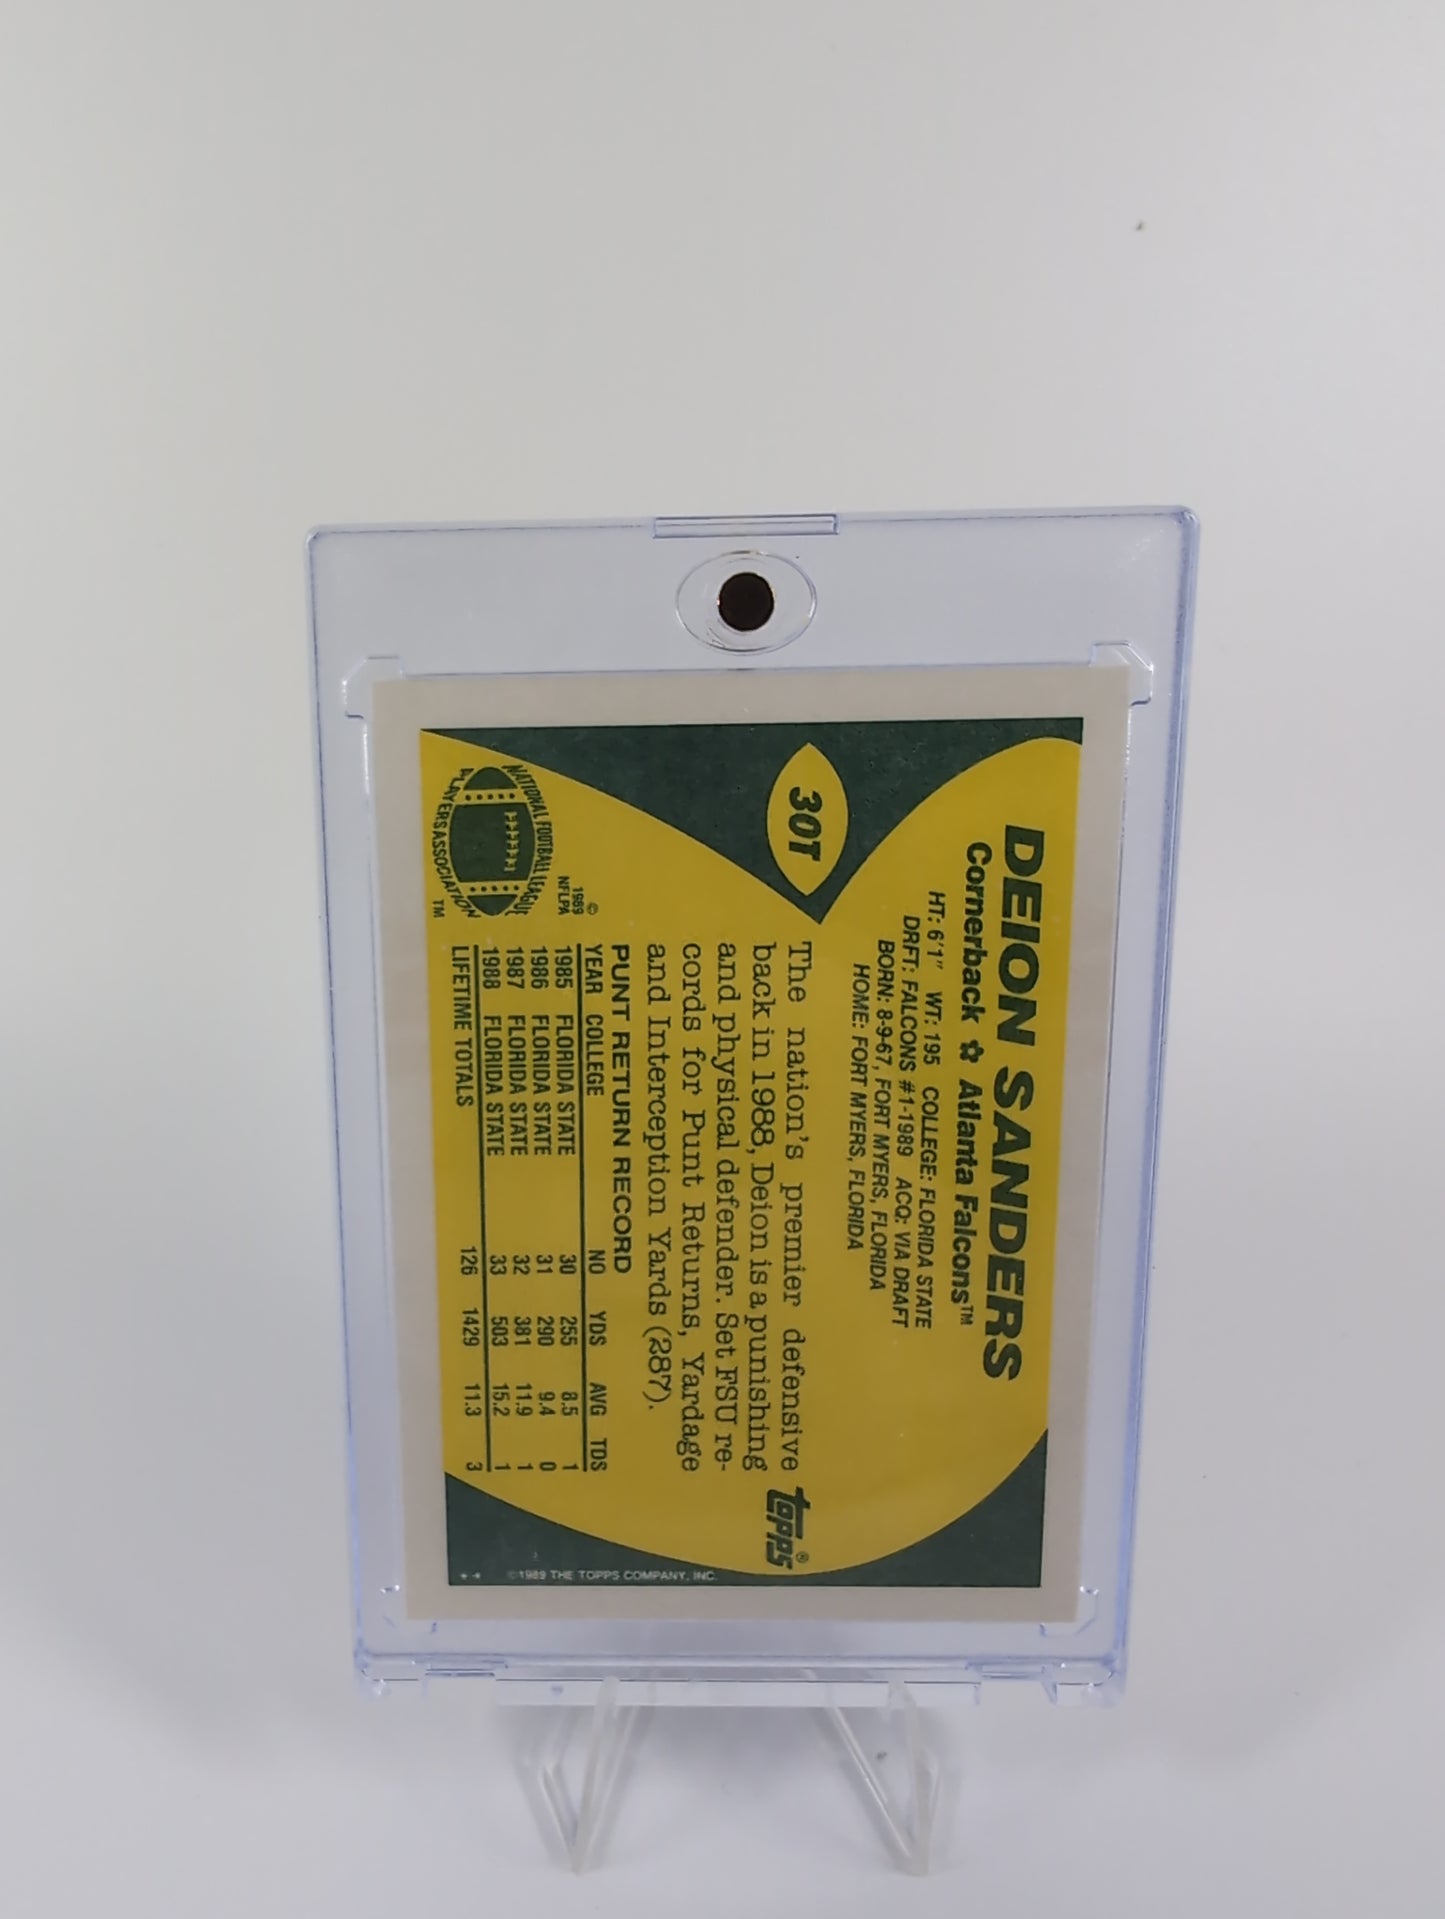 30T
DEION SANDERS
Cornerback ✿ Atlanta Falcons™
HT: 6'1" WT: 195 COLLEGE: FLORIDA STATE
DRFT: FALCONS #1-1989 ACQ: VIA DRAFT
BORN: 8-9-67, FORT MYERS, FLORIDA
HOME: FORT MYERS, FLORIDA
The nation's premier defensive
back in 1988, Deion is a punishing
and physical defender. Set FSU re-
cords for Punt Returns, Yardage
and Interception Yards (287).
topps®
PUNT RETURN RECORD
YEAR COLLEGE NO YDS AVG TDS
1985 FLORIDA STATE 30 255 8.5 1
1986 FLORIDA STATE 31 290 9.4 0
1987 FLORIDA STATE 32 381 11.9 1
1988 FLORIDA STATE 33 503 15.2 1
LIFETIME TOTALS 126 1429 11.3 3
©
1989
NFLPA
NATIONAL FOOTBALL LEAGUE
PLAYERS ASSOCIATION ™
©1989 THE TOPPS COMPANY, INC.
**